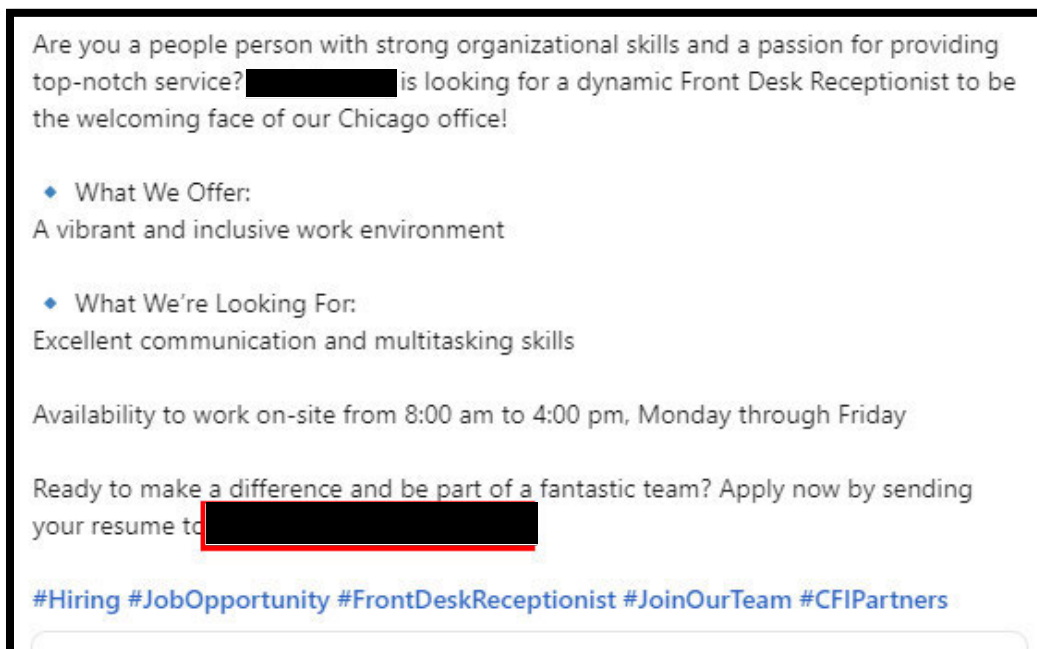 Are you a people person with strong organizational skills and a passion for providing
top-notch service? is looking for a dynamic Front Desk Receptionist to be
the welcoming face of our Chicago office!
🔹 What We Offer:
A vibrant and inclusive work environment
🔹 What We're Looking For:
Excellent communication and multitasking skills
Availability to work on-site from 8:00 am to 4:00 pm, Monday through Friday
Ready to make a difference and be part of a fantastic team? Apply now by sending
your resume to
#Hiring #JobOpportunity #FrontDeskReceptionist #JoinOurTeam #CFIPartners